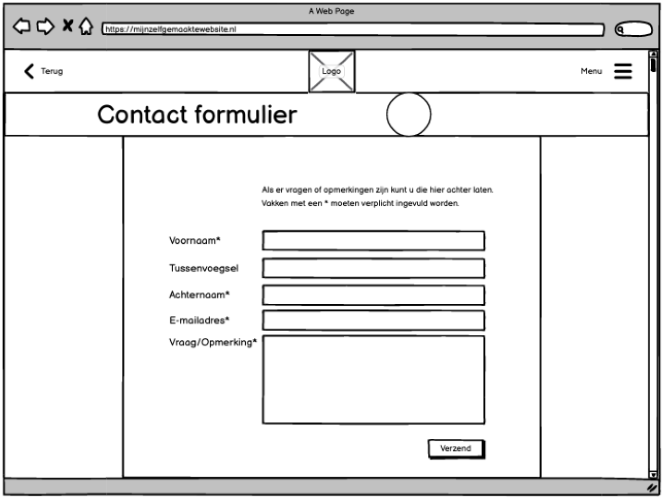 A Web Page
https://mijnzelfgemaaktewebsite.nl
Terug
Logo
Menu
Contact formulier
Als er vragen of opmerkingen zijn kunt u die hier achter laten.
Vakken met een * moeten verplicht ingevuld worden.
Voornaam*
Tussenvoegsel
Achternaam*
E-mailadres*
Vraag/Opmerking*
Verzend